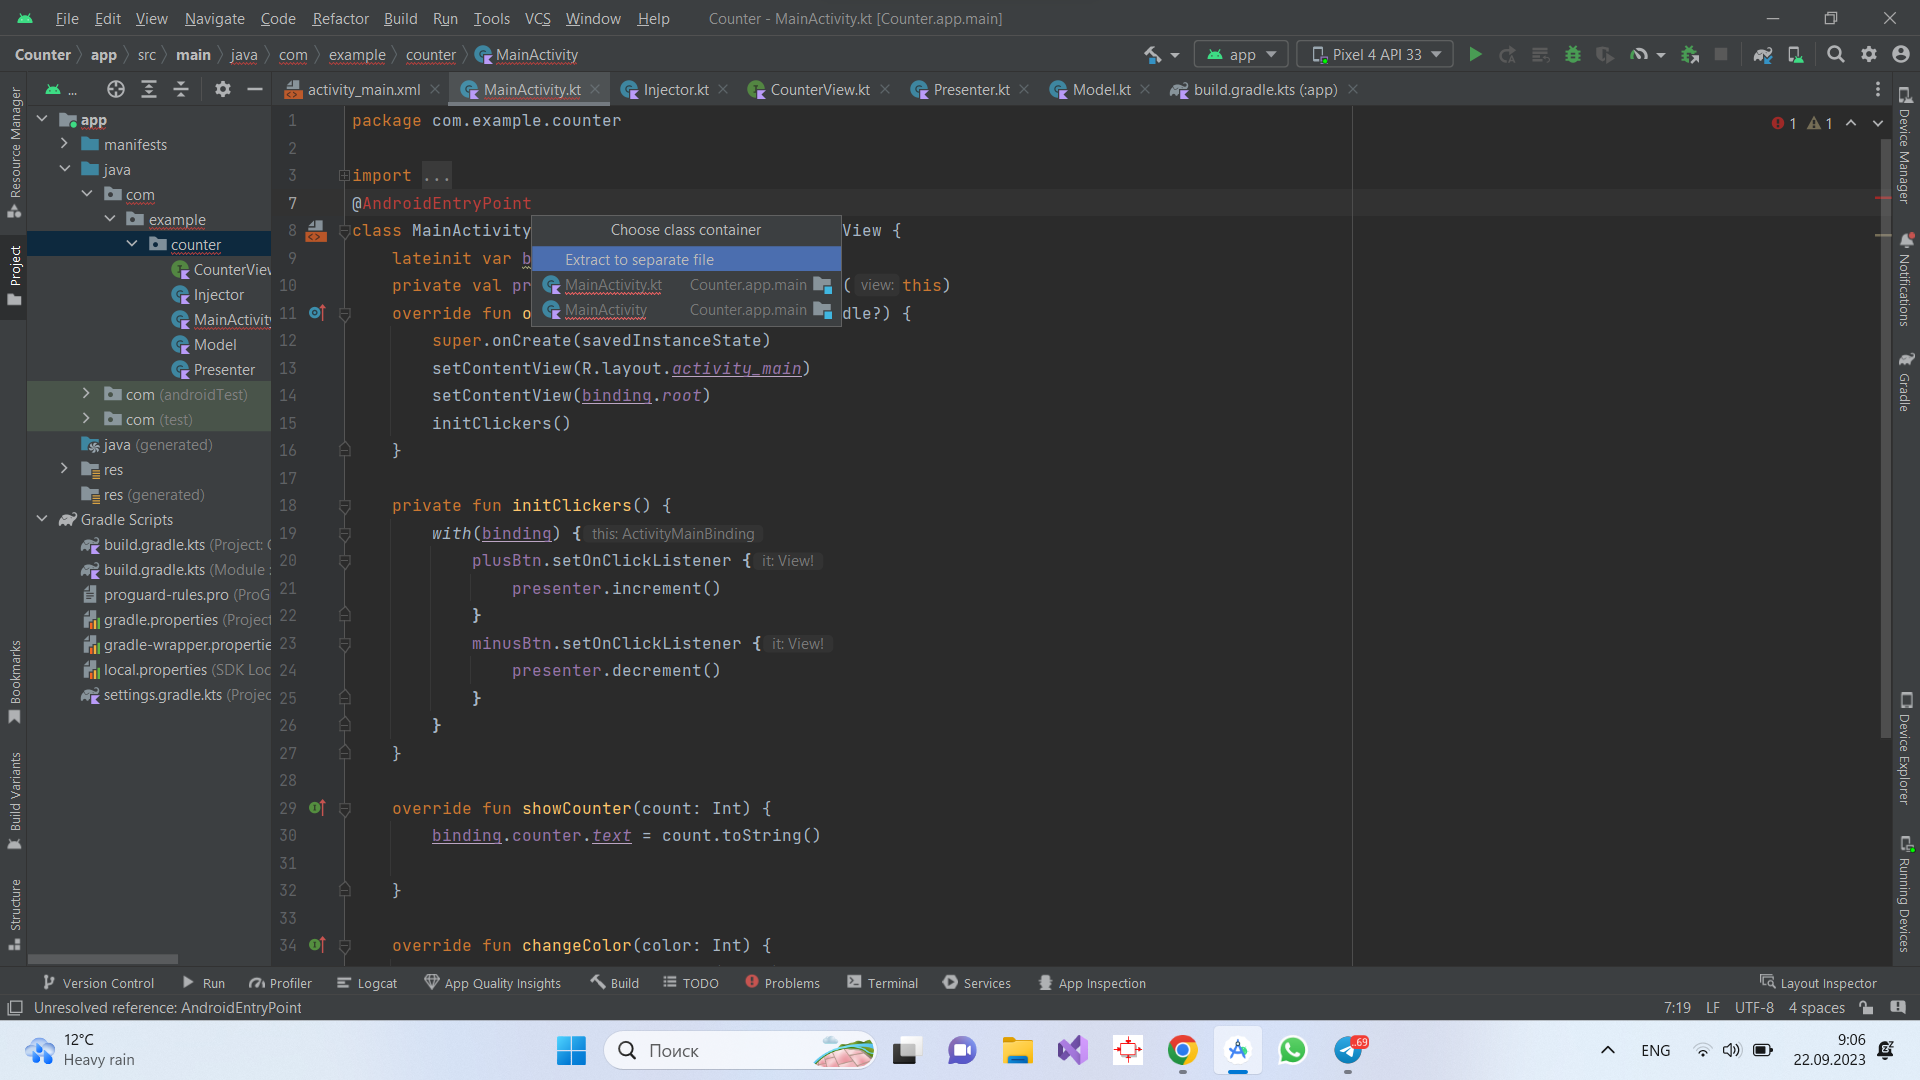 File Edit View Navigate Code Refactor Build Run Tools VCS Window Help Counter - MainActivity.kt [Counter.app.main]
Counter app src main java com example counter MainActivity app Pixel 4 API 33
... activity_main.xml MainActivity.kt Injector.kt CounterView.kt Presenter.kt Model.kt build.gradle.kts (:app)
Resource Manager
Project
Bookmarks
Build Variants
Structure
app
manifests
java
com
example
counter
CounterView
Injector
MainActivity
Model
Presenter
com (androidTest)
com (test)
java (generated)
res
res (generated)
Gradle Scripts
build.gradle.kts (Project: C
build.gradle.kts (Module :
proguard-rules.pro (ProG
gradle.properties (Project
gradle-wrapper.propertie
local.properties (SDK Loc
settings.gradle.kts (Projec
1 package com.example.counter
2
3 import ...
7 @AndroidEntryPoint
8 class MainActivity View {
9 lateinit var b
10 private val pr ( view: this)
11 override fun o dle?) {
12 super.onCreate(savedInstanceState)
13 setContentView(R.layout.activity_main)
14 setContentView(binding.root)
15 initClickers()
16 }
17
18 private fun initClickers() {
19 with(binding) { this: ActivityMainBinding
20 plusBtn.setOnClickListener { it: View!
21 presenter.increment()
22 }
23 minusBtn.setOnClickListener { it: View!
24 presenter.decrement()
25 }
26 }
27 }
28
29 override fun showCounter(count: Int) {
30 binding.counter.text = count.toString()
31
32 }
33
34 override fun changeColor(color: Int) {
Choose class container
Extract to separate file
MainActivity.kt Counter.app.main
MainActivity Counter.app.main
1 1
Device Manager
Notifications
Gradle
Device Explorer
Running Devices
Version Control Run Profiler Logcat App Quality Insights Build TODO Problems Terminal Services App Inspection Layout Inspector
Unresolved reference: AndroidEntryPoint 7:19 LF UTF-8 4 spaces
12°C
Heavy rain
Поиск
69
ENG
9:06
22.09.2023